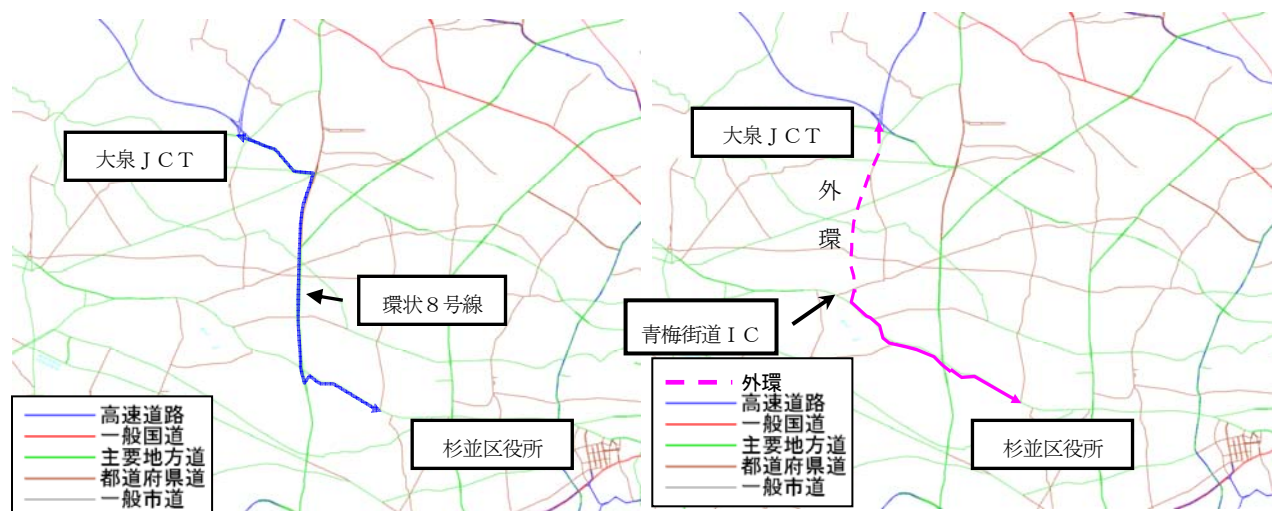 大泉ＪＣＴ
環状８号線
杉並区役所
高速道路
一般国道
主要地方道
都道府県道
一般市道
大泉ＪＣＴ
外
環
青梅街道ＩＣ
杉並区役所
外環
高速道路
一般国道
主要地方道
都道府県道
一般市道